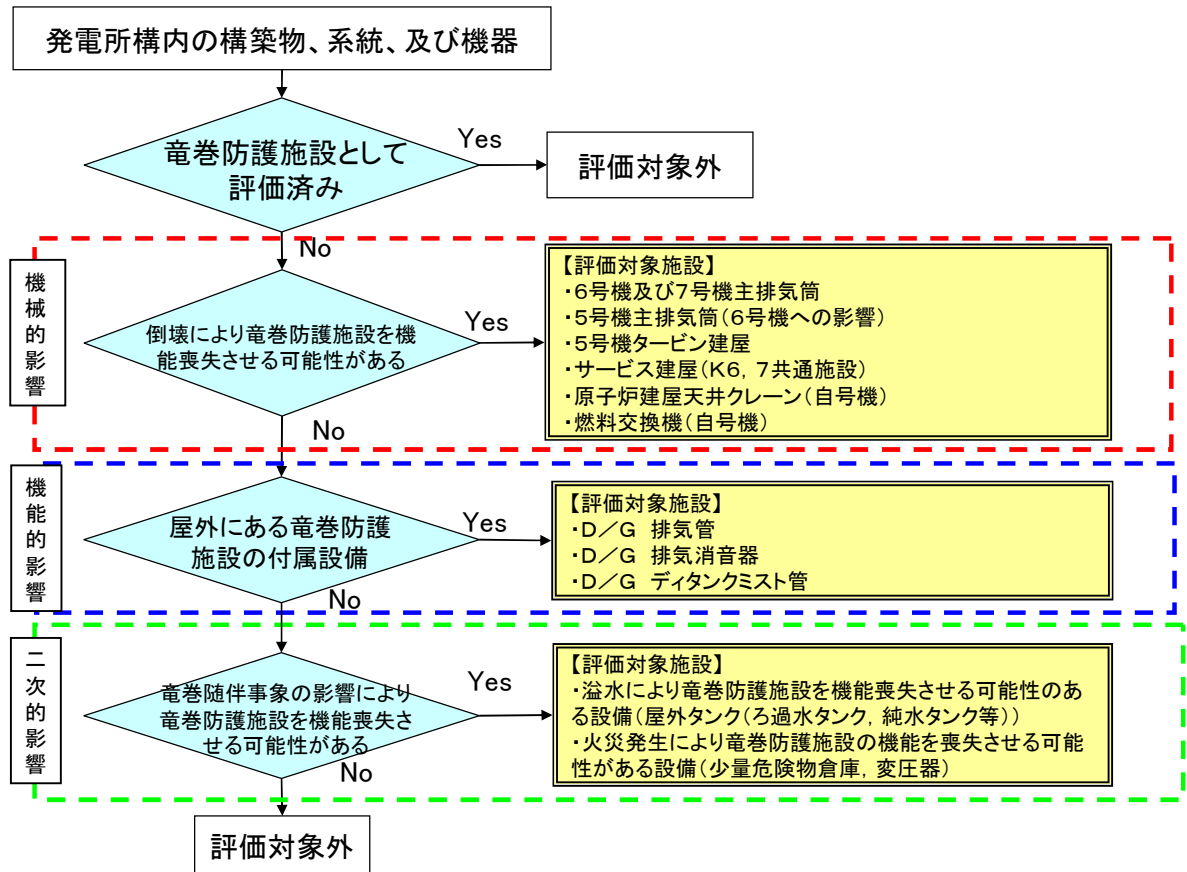 発電所構内の構築物、系統、及び機器
竜巻防護施設として
評価済み
Yes
評価対象外
No
機械的影響
倒壊により竜巻防護施設を機
能喪失させる可能性がある
Yes
【評価対象施設】
・6号機及び7号機主排気筒
・5号機主排気筒(6号機への影響)
・5号機タービン建屋
・サービス建屋(K6,7共通施設)
・原子炉建屋天井クレーン(自号機)
・燃料交換機(自号機)
No
機能的影響
屋外にある竜巻防護
施設の付属設備
Yes
【評価対象施設】
・D/G 排気管
・D/G 排気消音器
・D/G ディタンクミスト管
No
二次的影響
竜巻随伴事象の影響により
竜巻防護施設を機能喪失さ
せる可能性がある
Yes
【評価対象施設】
・溢水により竜巻防護施設を機能喪失させる可能性のあ
る設備(屋外タンク(ろ過水タンク,純水タンク等))
・火災発生により竜巻防護施設の機能を喪失させる可能
性がある設備(少量危険物倉庫,変圧器)
No
評価対象外